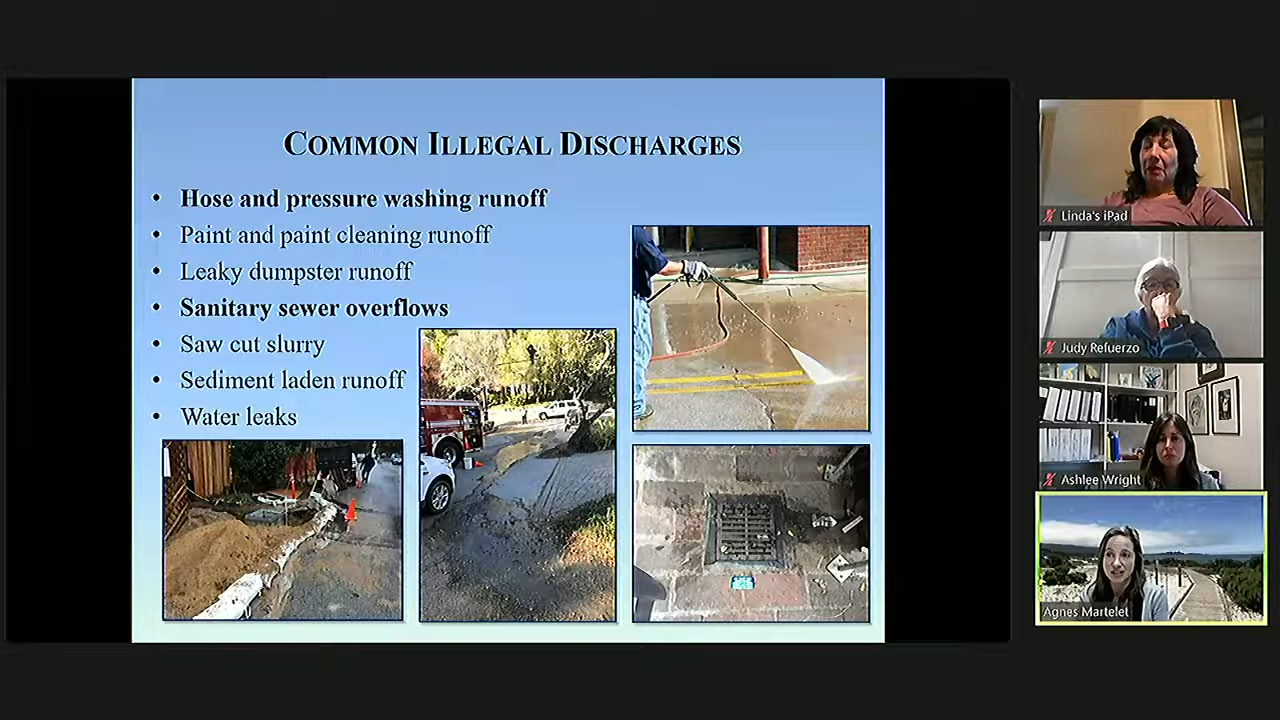 COMMON ILLEGAL DISCHARGES
• Hose and pressure washing runoff
• Paint and paint cleaning runoff
• Leaky dumpster runoff
• Sanitary sewer overflows
• Saw cut slurry
• Sediment laden runoff
• Water leaks
Linda's iPad
Judy Refuerzo
Ashlee Wright
Agnes Martelet